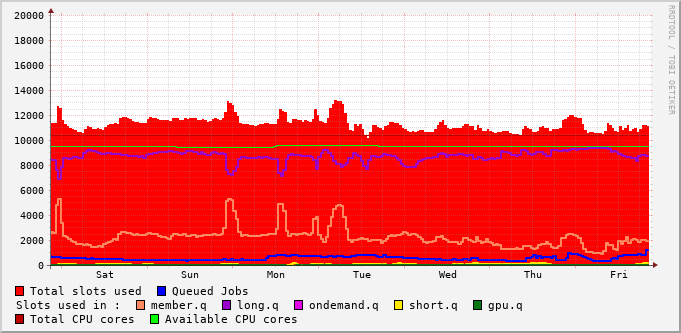 20000
18000
16000
14000
12000
10000
8000
6000
4000
2000
0
Sat Sun Mon Tue Wed Thu Fri
Total slots used Queued Jobs
Slots used in : member.q long.q ondemand.q short.q gpu.q
Total CPU cores Available CPU cores
RRDTOOL / TOBI OETIKER